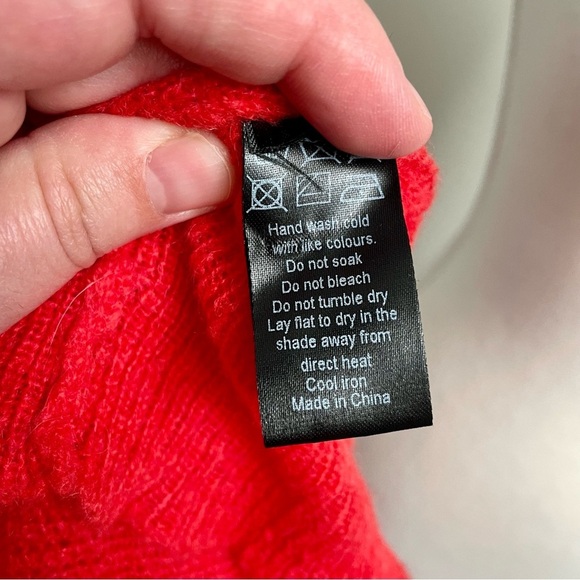 Hand wash cold
with like colours.
Do not soak
Do not bleach
Do not tumble dry
Lay flat to dry in the
shade away from
direct heat
Cool iron
Made in China